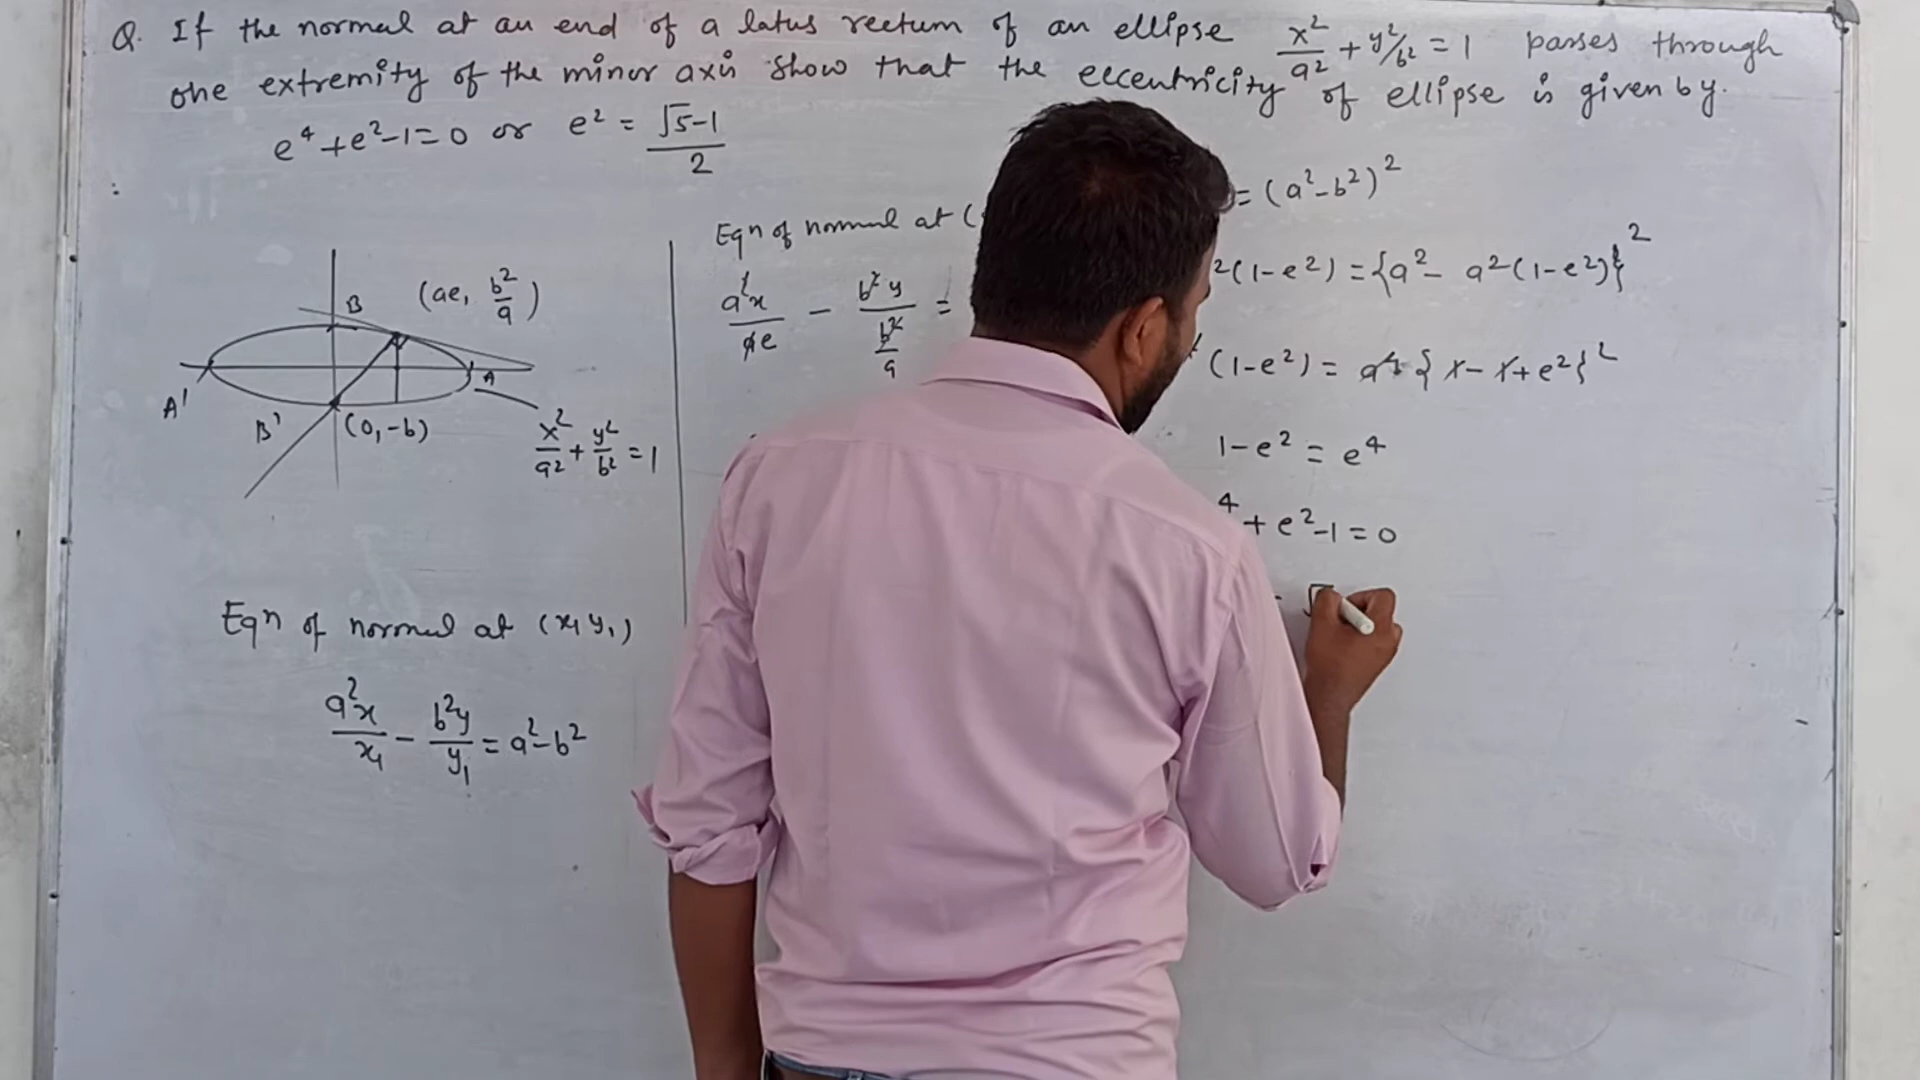 Q. If the normal at an end of a latus rectum of an ellipse x²/a² + y²/b² = 1 passes through
one extremity of the minor axis show that the eccentricity of ellipse is given by.
e⁴+e²-1=0 or e² = √5-1/2
B
(ae, b²/a)
A'
A
B'
(0,-b)
x²/a² + y²/b² = 1
Eqⁿ of normal at (x₁ y₁)
a²x/x₁ - b²y/y₁ = a²-b²
Eqⁿ of normal at (
a²x/ae - b²y/(b²/a) =
= (a²-b²)²
²(1-e²) = {a² - a²(1-e²)}²
(1-e²) = a⁴ {1-1+e²}²
1-e² = e⁴
⁴+e²-1=0